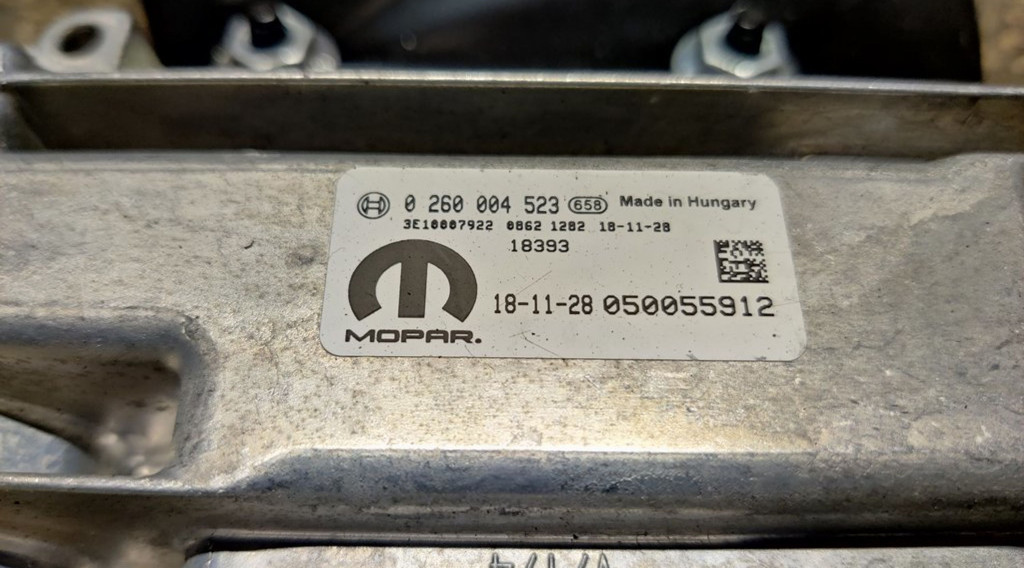 0 260 004 523 658 Made in Hungary
3E10007922 0862 1282 18-11-28
18393
MOPAR.
18-11-28 050055912